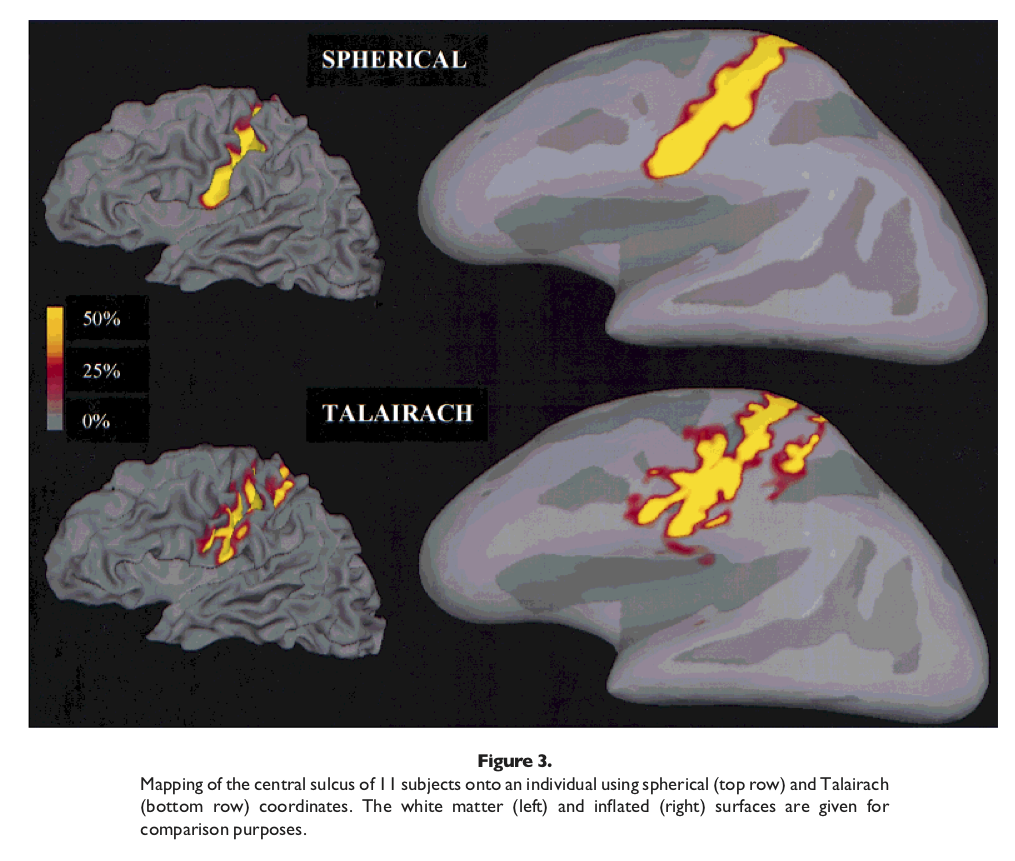 SPHERICAL
50%
25%
0%
TALAIRACH
Figure 3.
Mapping of the central sulcus of 11 subjects onto an individual using spherical (top row) and Talairach
(bottom row) coordinates. The white matter (left) and inflated (right) surfaces are given for
comparison purposes.